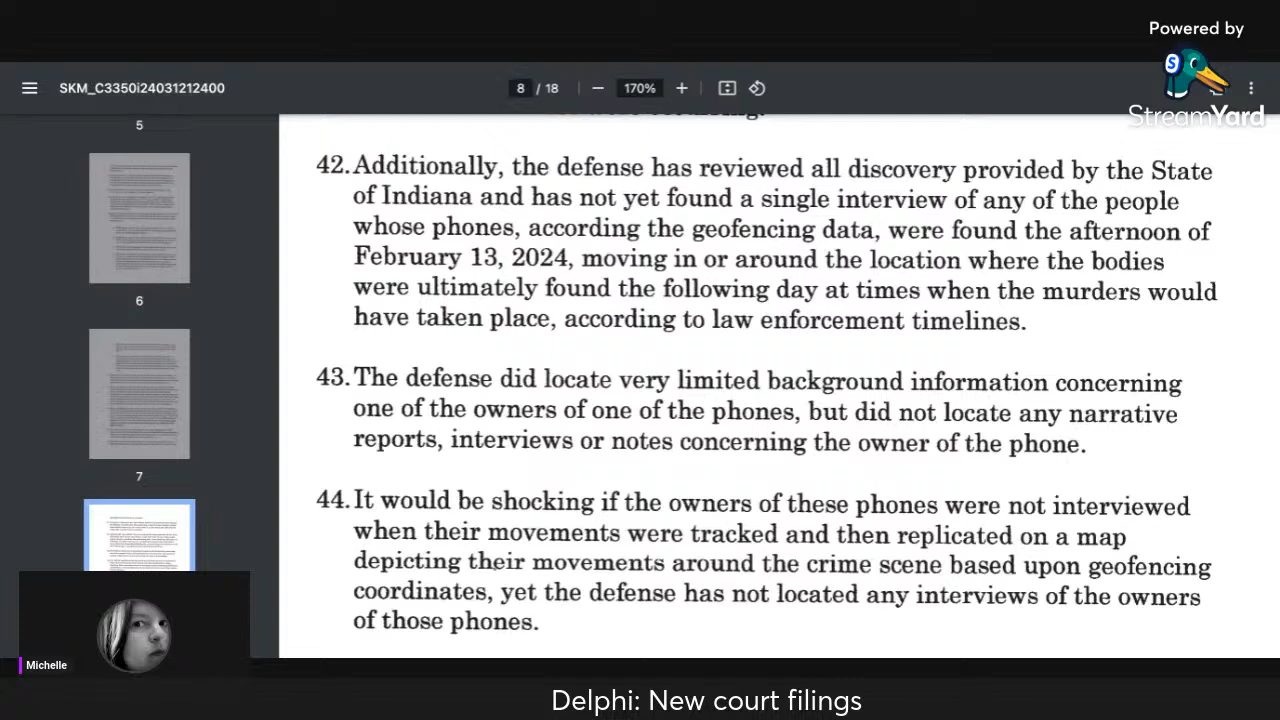 Powered by
StreamYard
SKM_C3350i24031212400
8 / 18
170%
5
6
7
42. Additionally, the defense has reviewed all discovery provided by the State
of Indiana and has not yet found a single interview of any of the people
whose phones, according the geofencing data, were found the afternoon of
February 13, 2024, moving in or around the location where the bodies
were ultimately found the following day at times when the murders would
have taken place, according to law enforcement timelines.
43. The defense did locate very limited background information concerning
one of the owners of one of the phones, but did not locate any narrative
reports, interviews or notes concerning the owner of the phone.
44. It would be shocking if the owners of these phones were not interviewed
when their movements were tracked and then replicated on a map
depicting their movements around the crime scene based upon geofencing
coordinates, yet the defense has not located any interviews of the owners
of those phones.
Michelle
Delphi: New court filings